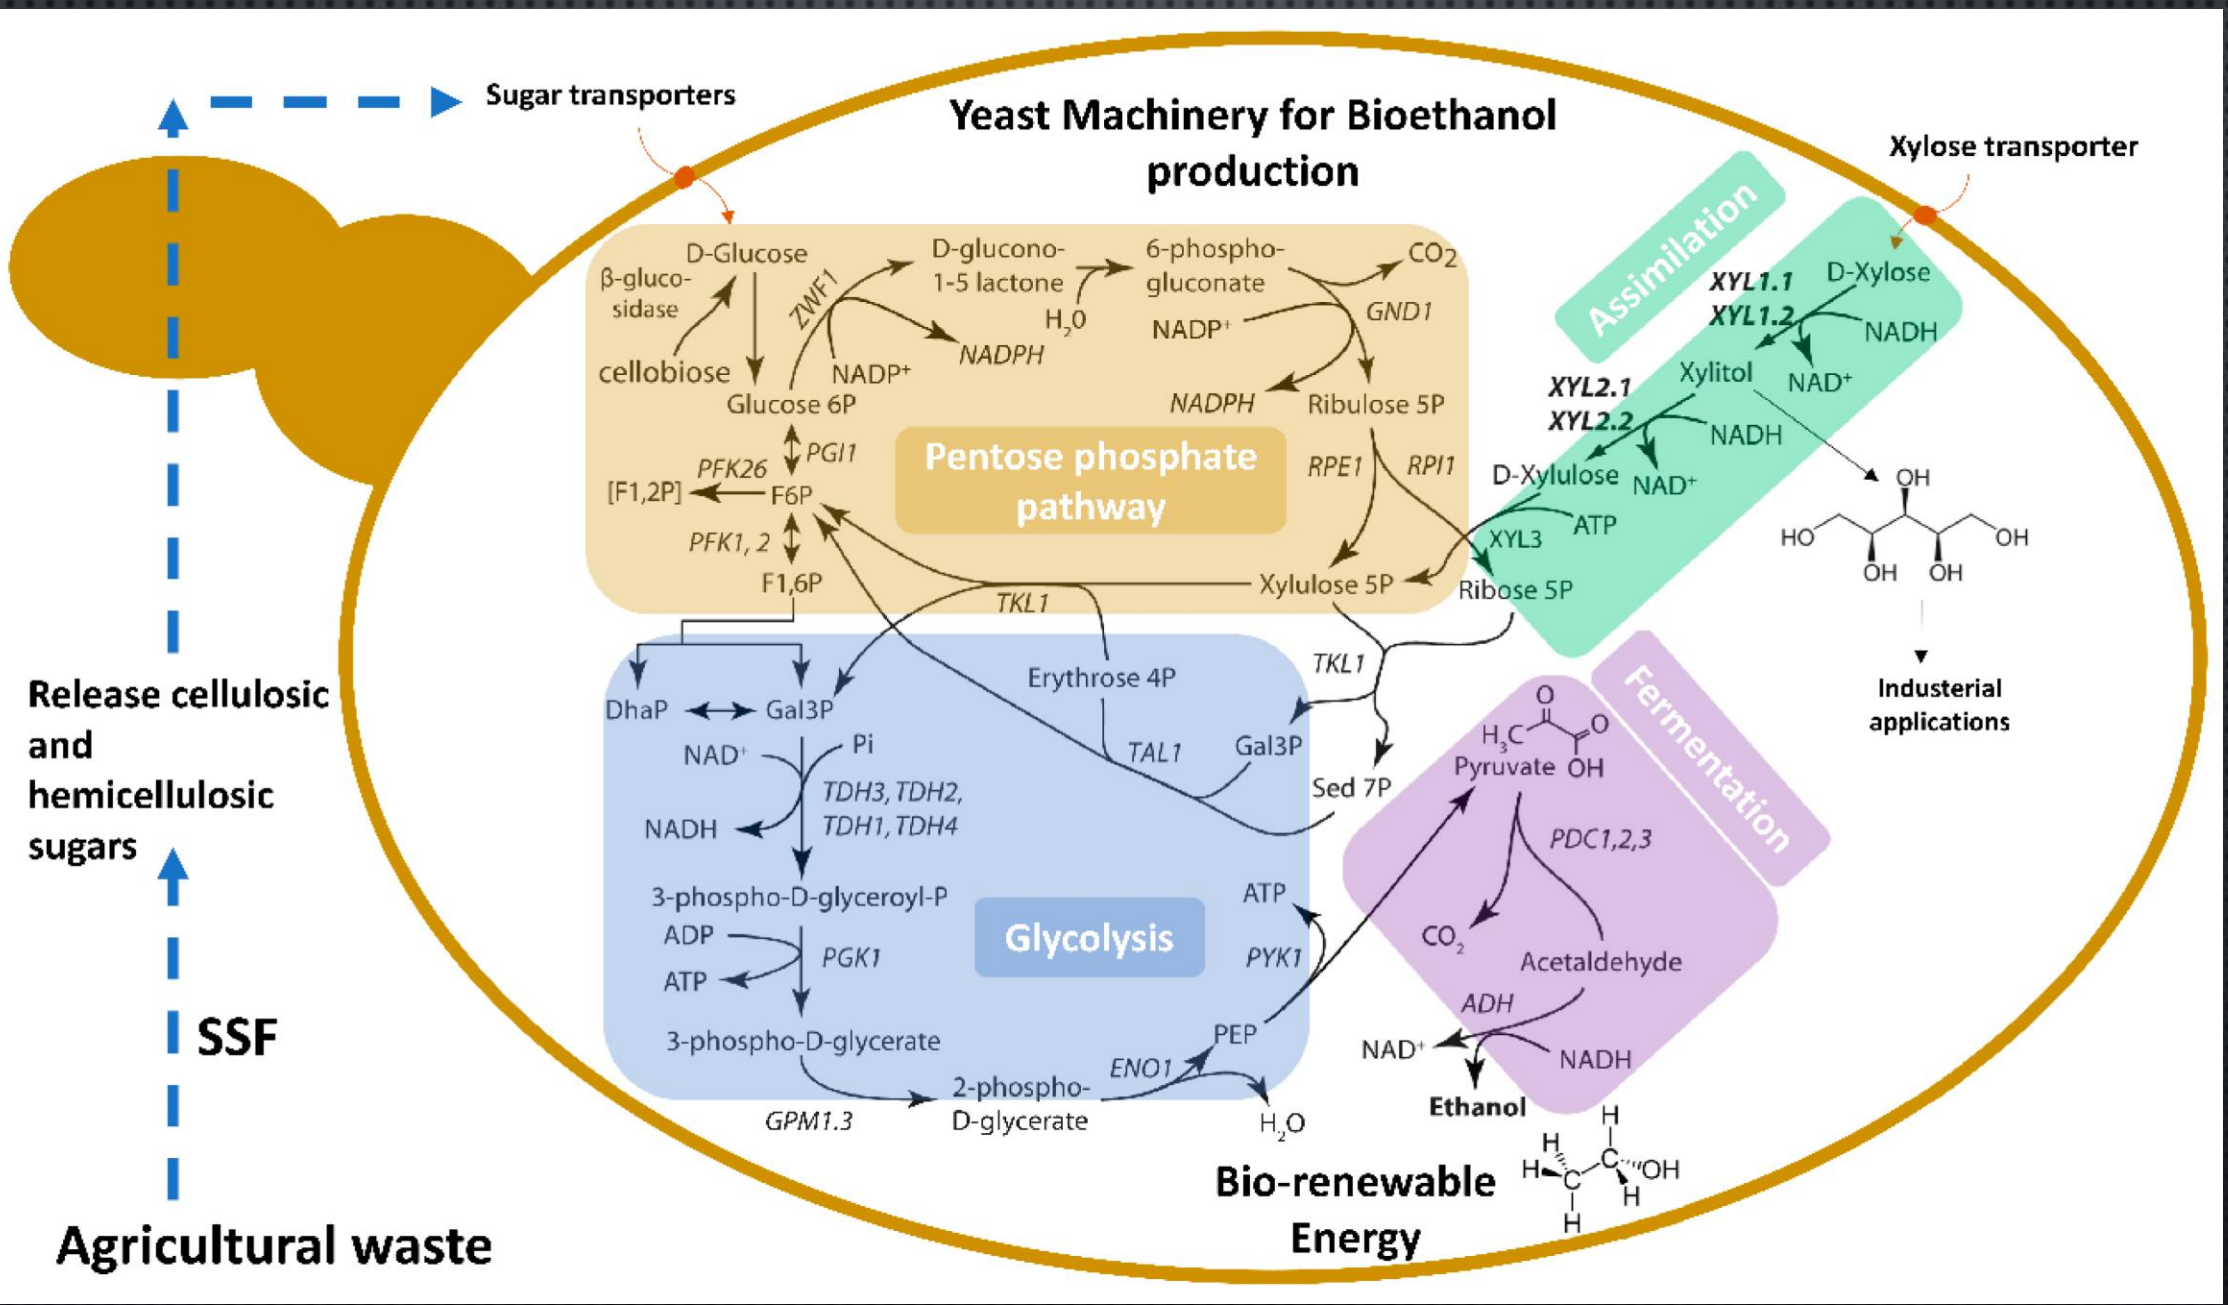 Yeast Machinery for Bioethanol
production
Sugar transporters
Xylose transporter
Release cellulosic
and
hemicellulosic
sugars
SSF
Agricultural waste
D-Glucose
β-gluco-
sidase
cellobiose
Glucose 6P
ZWF1
NADP⁺
NADPH
D-glucono-
1-5 lactone
H₂0
6-phospho-
gluconate
CO₂
GND1
NADP⁺
NADPH
Ribulose 5P
PGI1
PFK26
[F1,2P]
F6P
PFK1, 2
F1,6P
Pentose phosphate
pathway
RPE1
RPI1
Xylulose 5P
Ribose 5P
TKL1
Assimilation
D-Xylose
XYL1.1
XYL1.2
NADH
NAD⁺
Xylitol
XYL2.1
XYL2.2
NADH
NAD⁺
D-Xylulose
ATP
XYL3
OH
HO
OH
OH
OH
Industerial
applications
DhaP
Gal3P
Erythrose 4P
TKL1
Gal3P
Sed 7P
TAL1
NAD⁺
Pi
TDH3, TDH2,
TDH1, TDH4
NADH
3-phospho-D-glyceroyl-P
ADP
ATP
PGK1
3-phospho-D-glycerate
Glycolysis
GPM1.3
2-phospho-
D-glycerate
ENO1
H₂O
PEP
PYK1
ATP
Fermentation
O
O
H₃C
Pyruvate OH
PDC1,2,3
CO₂
Acetaldehyde
ADH
NAD⁺
NADH
Ethanol
H
H
H
C
C
OH
H
H
Bio-renewable
Energy